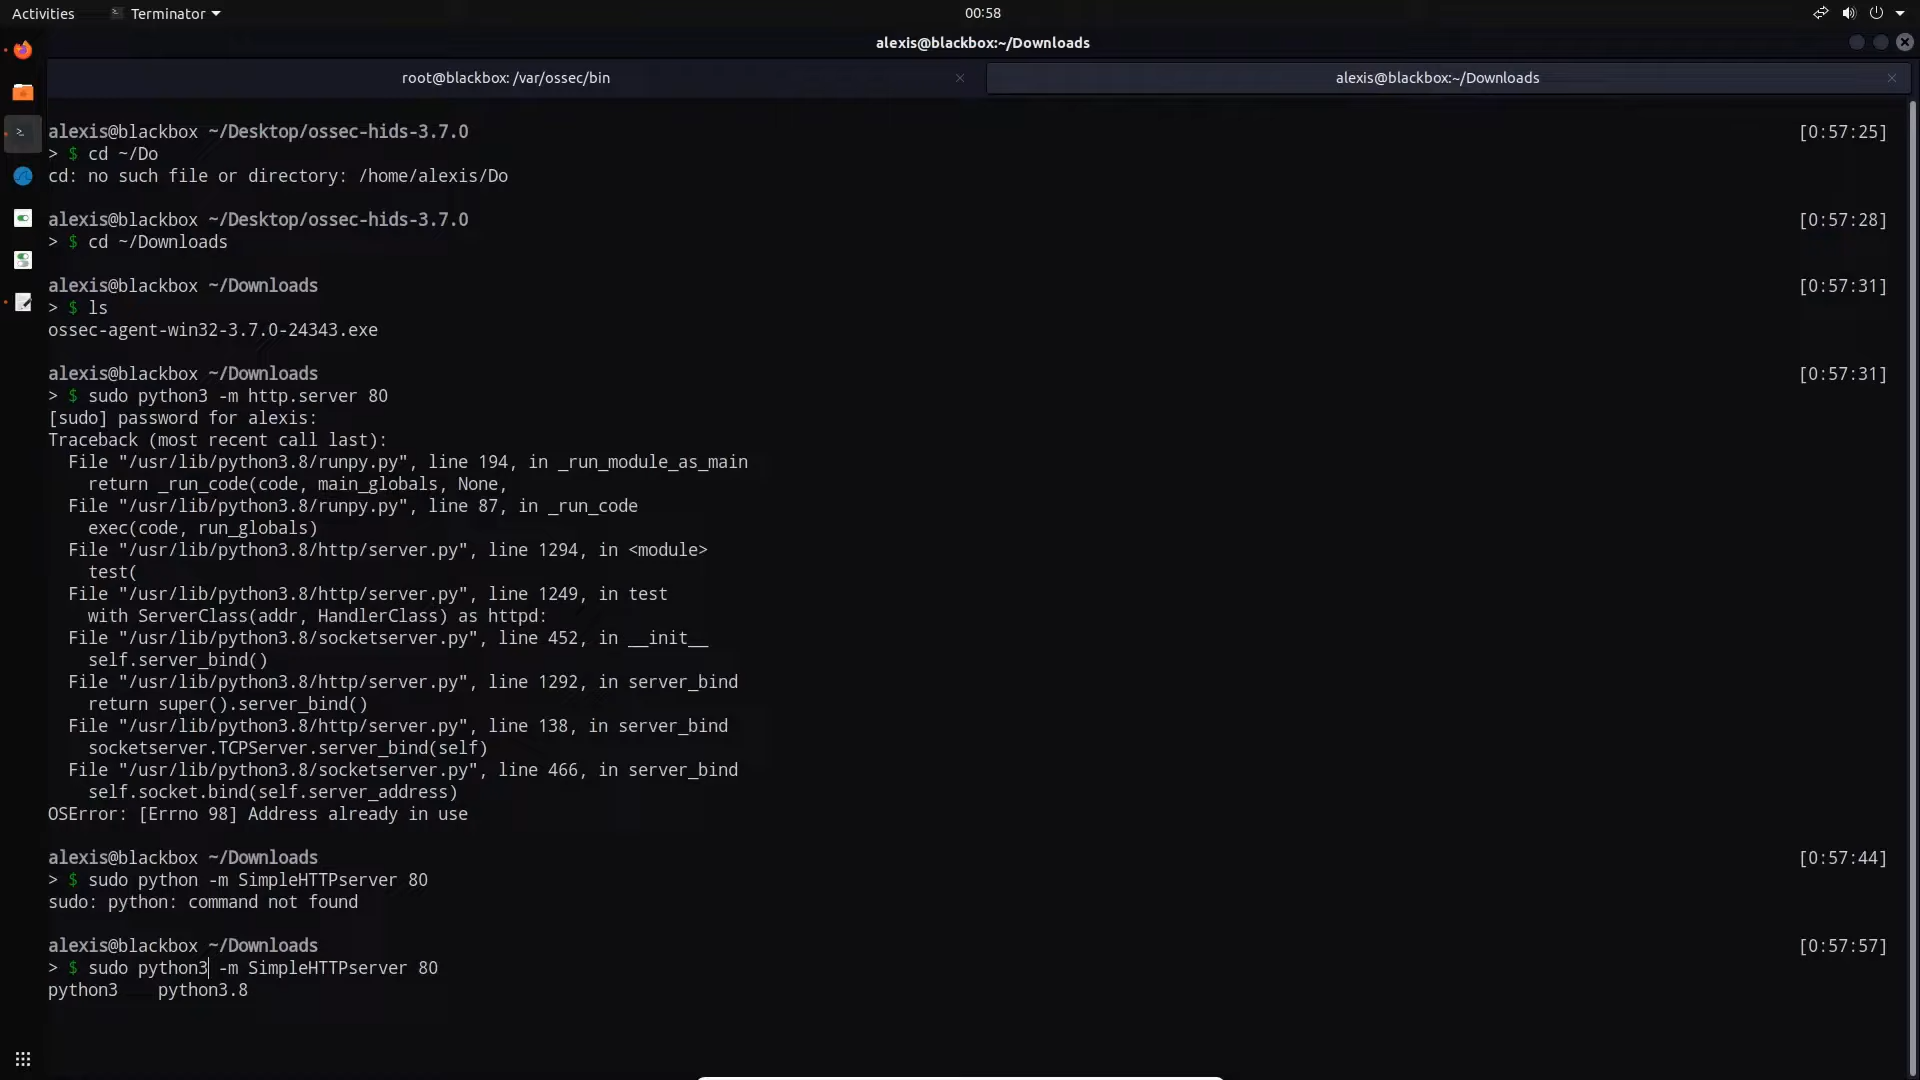 Activities
Terminator
00:58
alexis@blackbox:~/Downloads
root@blackbox: /var/ossec/bin
alexis@blackbox:~/Downloads
alexis@blackbox ~/Desktop/ossec-hids-3.7.0 [0:57:25]
> $ cd ~/Do
cd: no such file or directory: /home/alexis/Do
alexis@blackbox ~/Desktop/ossec-hids-3.7.0 [0:57:28]
> $ cd ~/Downloads
alexis@blackbox ~/Downloads [0:57:31]
> $ ls
ossec-agent-win32-3.7.0-24343.exe
alexis@blackbox ~/Downloads [0:57:31]
> $ sudo python3 -m http.server 80
[sudo] password for alexis:
Traceback (most recent call last):
  File "/usr/lib/python3.8/runpy.py", line 194, in _run_module_as_main
    return _run_code(code, main_globals, None,
  File "/usr/lib/python3.8/runpy.py", line 87, in _run_code
    exec(code, run_globals)
  File "/usr/lib/python3.8/http/server.py", line 1294, in <module>
    test(
  File "/usr/lib/python3.8/http/server.py", line 1249, in test
    with ServerClass(addr, HandlerClass) as httpd:
  File "/usr/lib/python3.8/socketserver.py", line 452, in __init__
    self.server_bind()
  File "/usr/lib/python3.8/http/server.py", line 1292, in server_bind
    return super().server_bind()
  File "/usr/lib/python3.8/http/server.py", line 138, in server_bind
    socketserver.TCPServer.server_bind(self)
  File "/usr/lib/python3.8/socketserver.py", line 466, in server_bind
    self.socket.bind(self.server_address)
OSError: [Errno 98] Address already in use
alexis@blackbox ~/Downloads [0:57:44]
> $ sudo python -m SimpleHTTPserver 80
sudo: python: command not found
alexis@blackbox ~/Downloads [0:57:57]
> $ sudo python3 -m SimpleHTTPserver 80
python3 python3.8